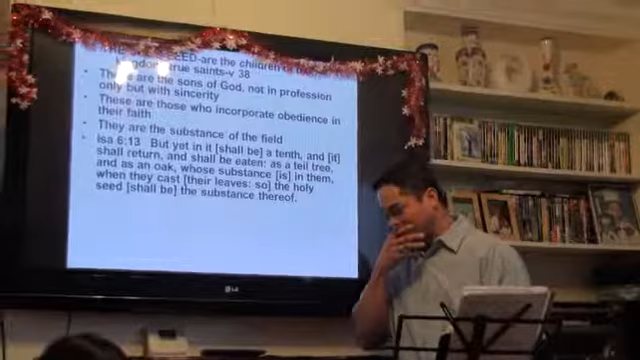 THE SEED-are the children of the
kingdom, true saints-v 38
• These are the sons of God, not in profession
only but with sincerity
• These are those who incorporate obedience in
their faith
• They are the substance of the field
• Isa 6:13 But yet in it [shall be] a tenth, and [it]
shall return, and shall be eaten: as a teil tree,
and as an oak, whose substance [is] in them,
when they cast [their leaves: so] the holy
seed [shall be] the substance thereof.
LG